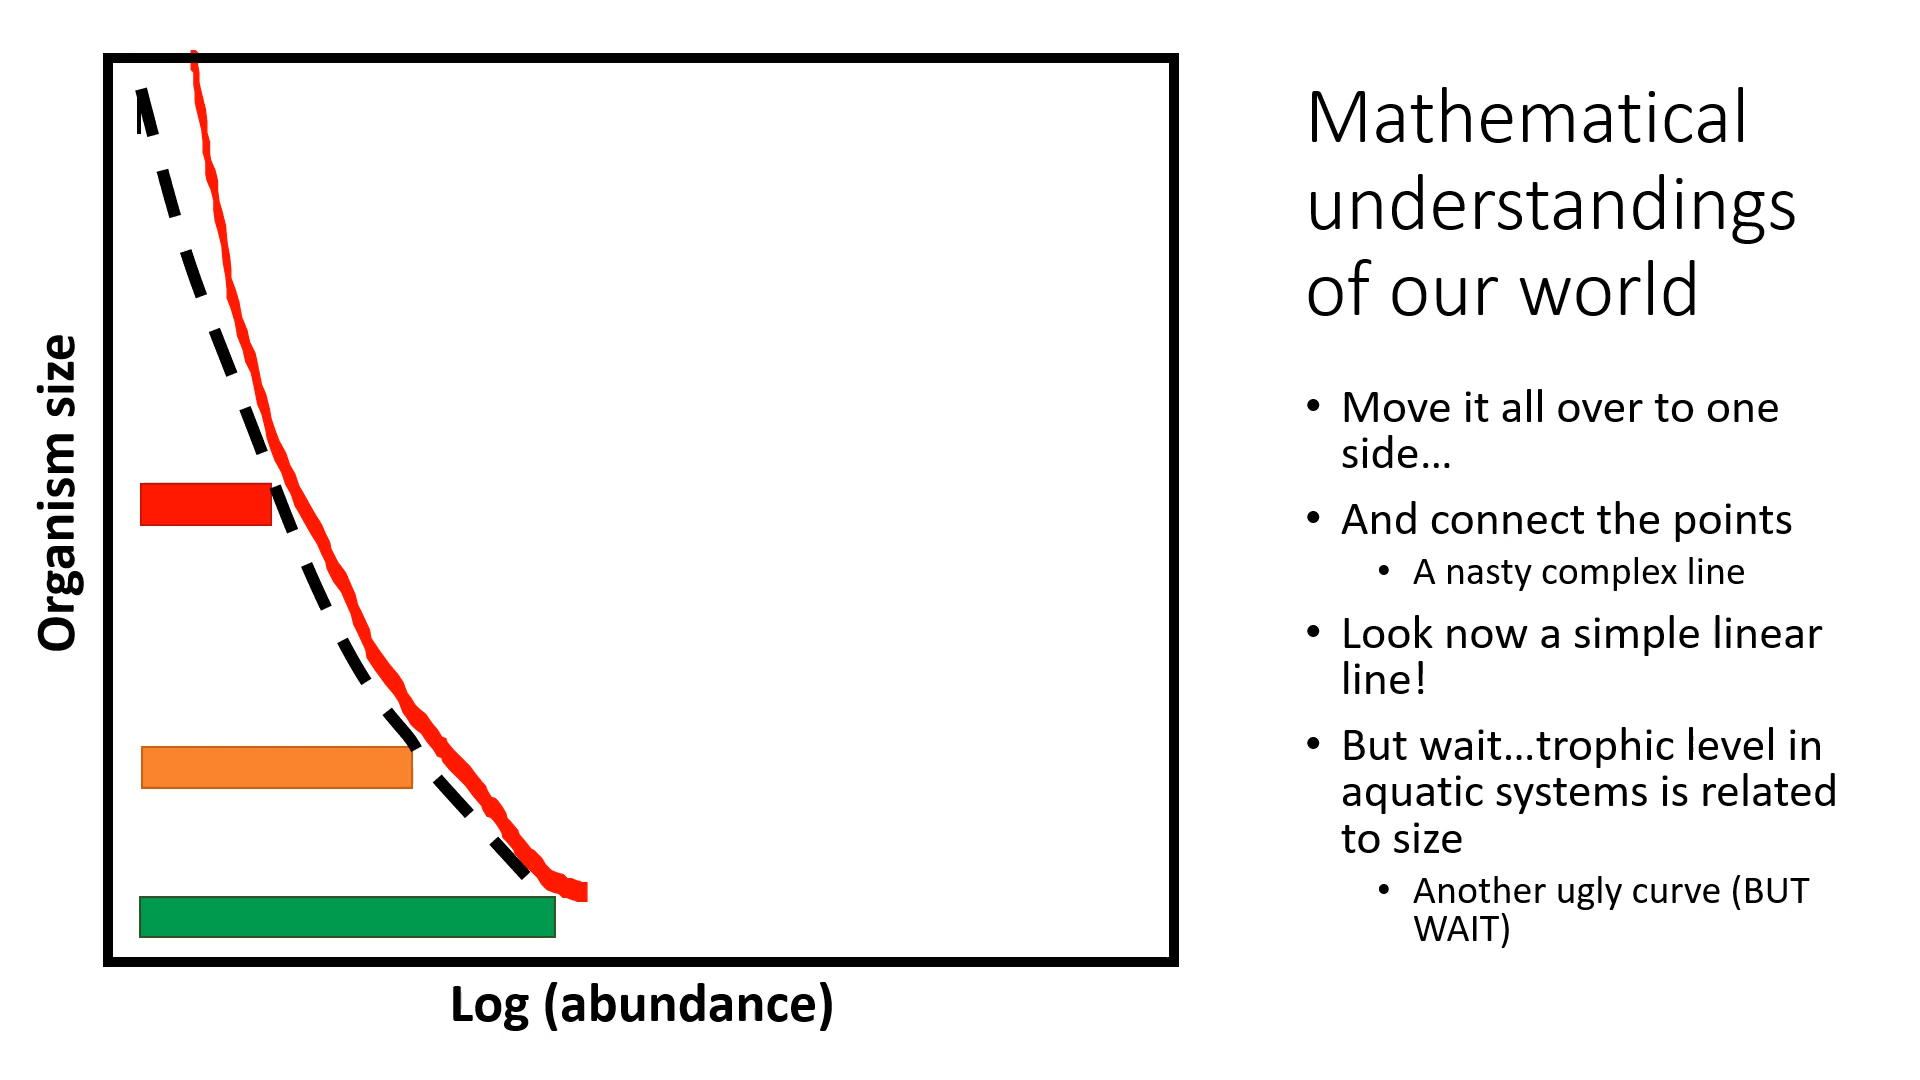 Mathematical
understandings
of our world
Organism size
• Move it all over to one
side…
• And connect the points
• A nasty complex line
• Look now a simple linear
line!
• But wait…trophic level in
aquatic systems is related
to size
• Another ugly curve (BUT
WAIT)
Log (abundance)